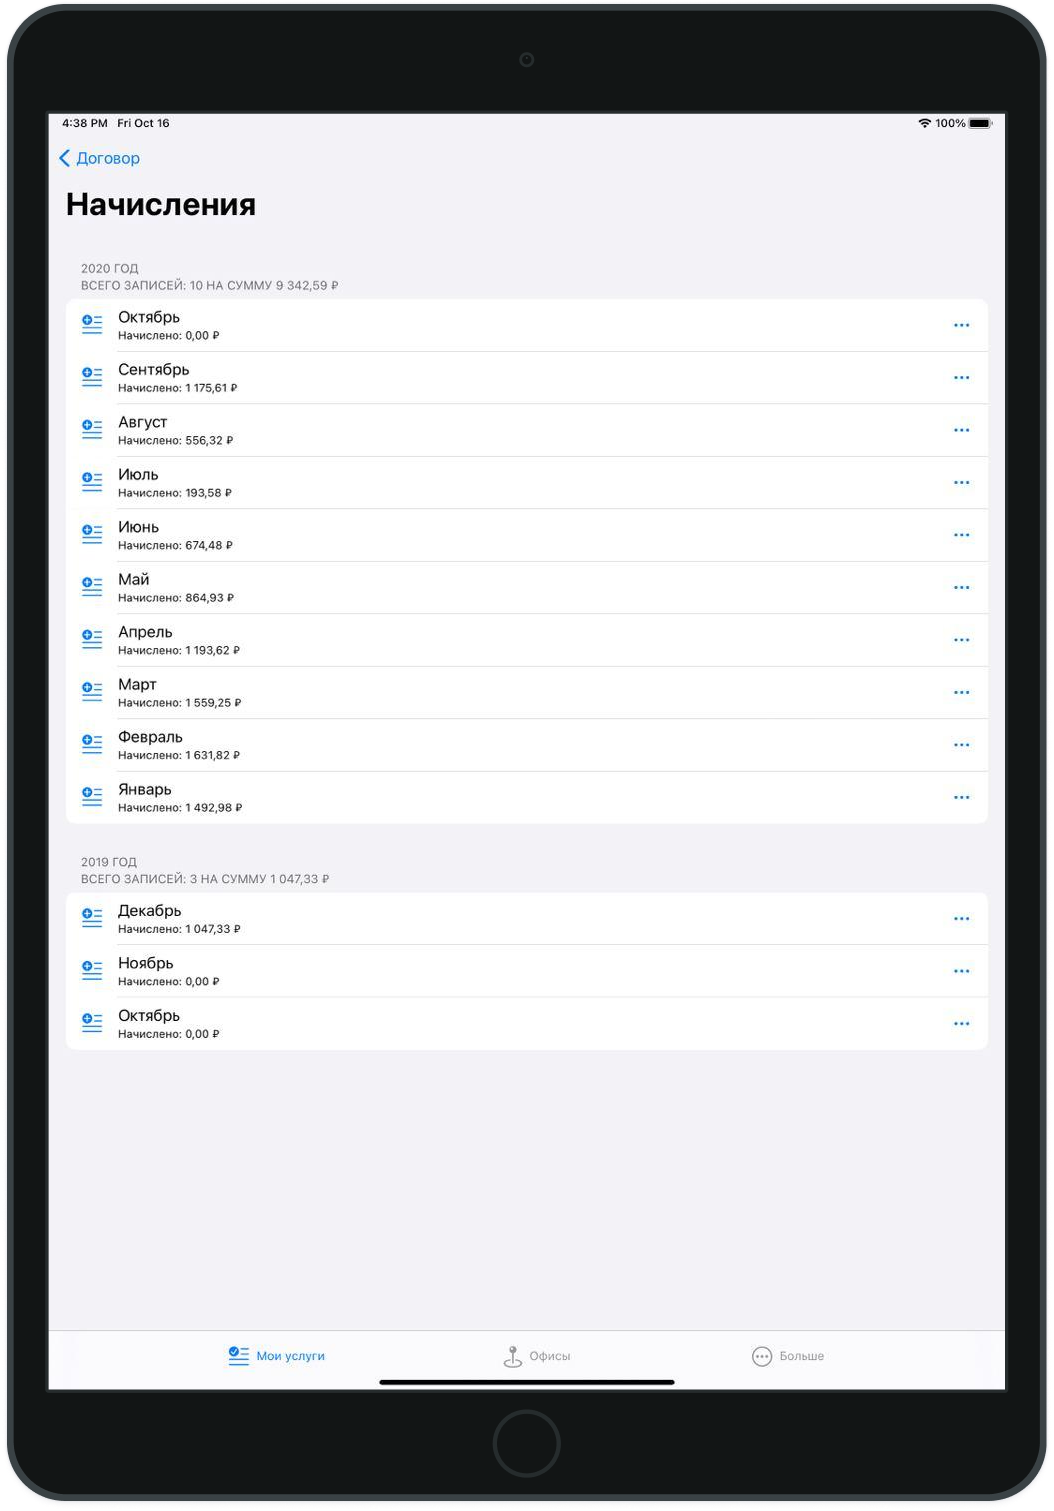 4:38 PM Fri Oct 16 100%
Договор
Начисления
2020 ГОД
ВСЕГО ЗАПИСЕЙ: 10 НА СУММУ 9 342,59 ₽
Октябрь
Начислено: 0,00 ₽
Сентябрь
Начислено: 1 175,61 ₽
Август
Начислено: 556,32 ₽
Июль
Начислено: 193,58 ₽
Июнь
Начислено: 674,48 ₽
Май
Начислено: 864,93 ₽
Апрель
Начислено: 1 193,62 ₽
Март
Начислено: 1 559,25 ₽
Февраль
Начислено: 1 631,82 ₽
Январь
Начислено: 1 492,98 ₽
2019 ГОД
ВСЕГО ЗАПИСЕЙ: 3 НА СУММУ 1 047,33 ₽
Декабрь
Начислено: 1 047,33 ₽
Ноябрь
Начислено: 0,00 ₽
Октябрь
Начислено: 0,00 ₽
Мои услуги Офисы Больше